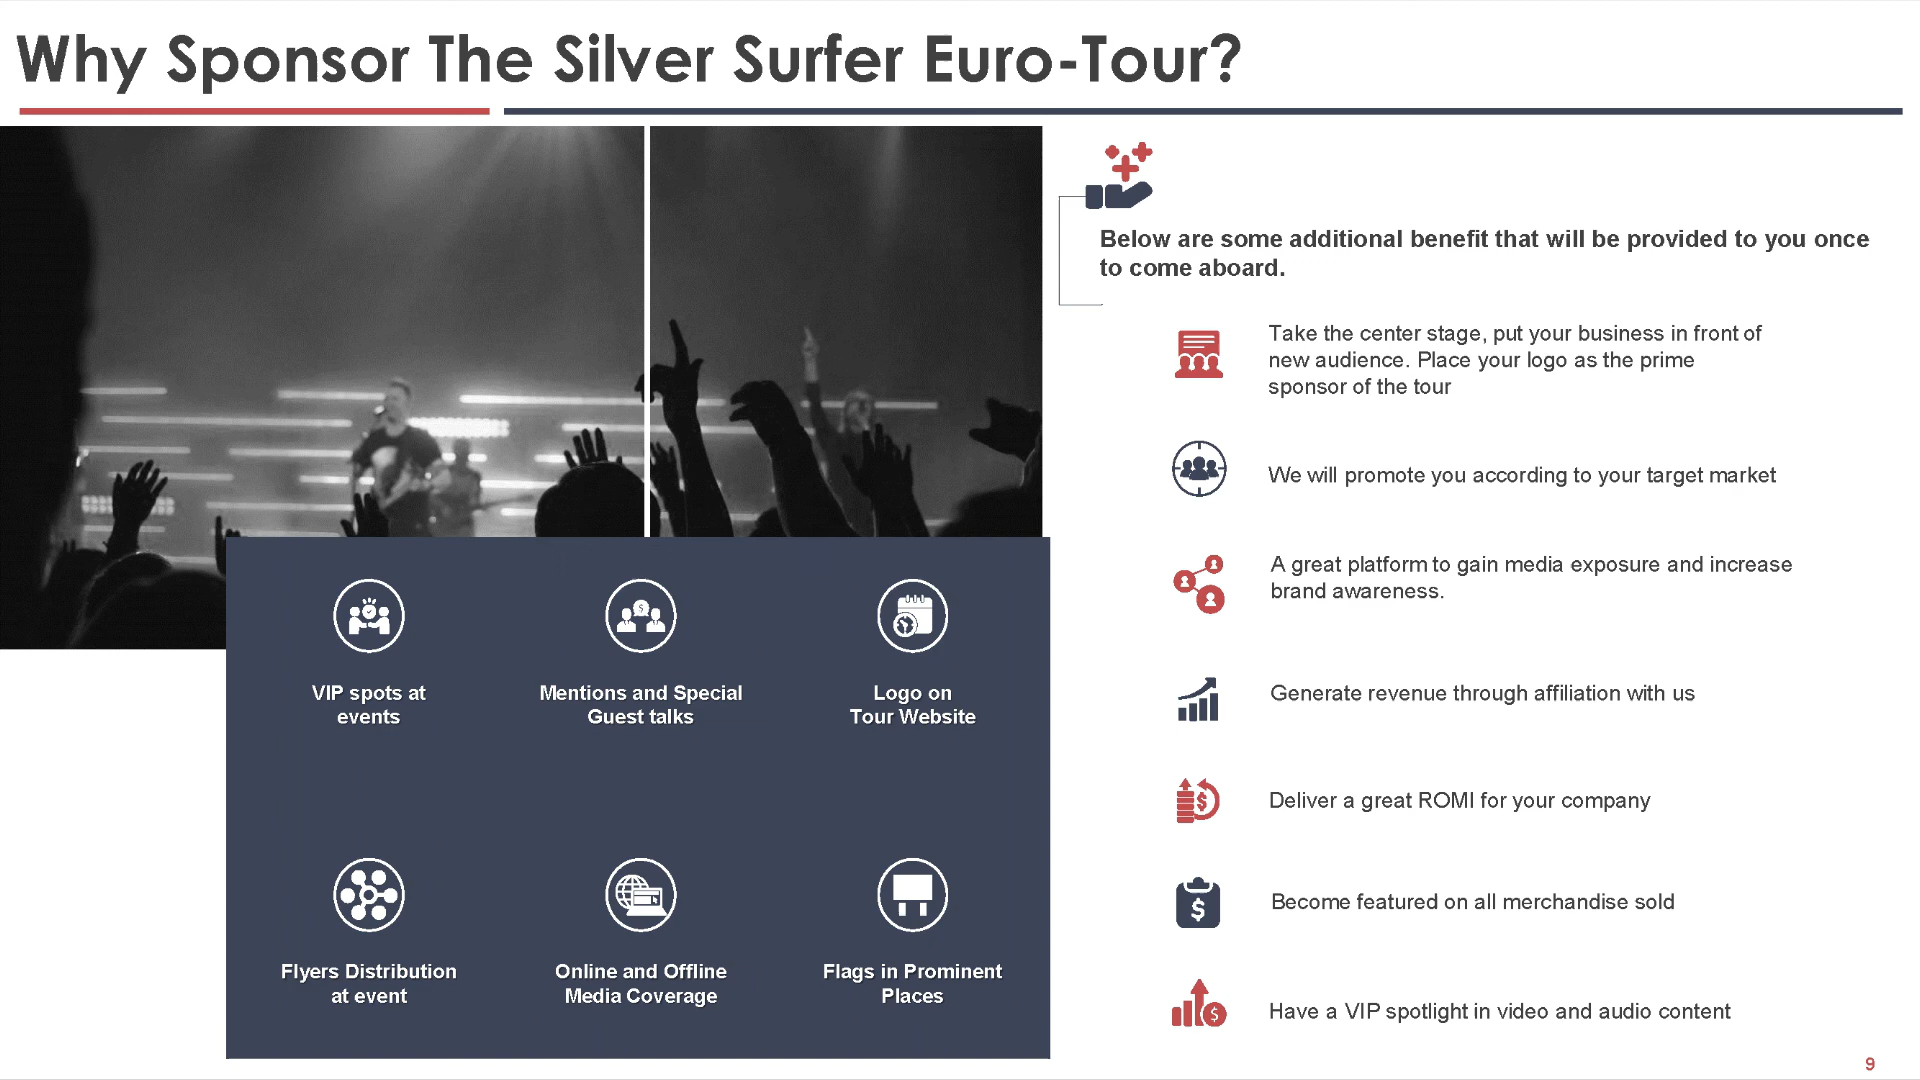 Why Sponsor The Silver Surfer Euro-Tour?
Below are some additional benefit that will be provided to you once
to come aboard.
Take the center stage, put your business in front of
new audience. Place your logo as the prime
sponsor of the tour
We will promote you according to your target market
A great platform to gain media exposure and increase
brand awareness.
Generate revenue through affiliation with us
Deliver a great ROMI for your company
Become featured on all merchandise sold
Have a VIP spotlight in video and audio content
VIP spots at
events
Mentions and Special
Guest talks
Logo on
Tour Website
Flyers Distribution
at event
Online and Offline
Media Coverage
Flags in Prominent
Places
9